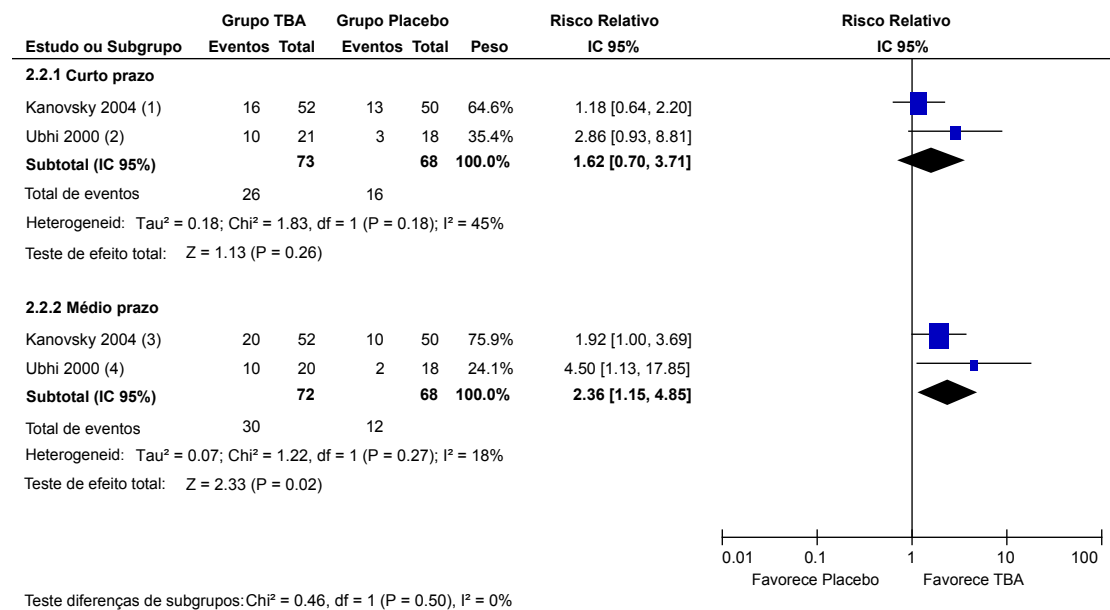 Grupo TBA Grupo Placebo Risco Relativo Risco Relativo
Estudo ou Subgrupo Eventos Total Eventos Total Peso IC 95% IC 95%
2.2.1 Curto prazo
Kanovsky 2004 (1) 16 52 13 50 64.6% 1.18 [0.64, 2.20]
Ubhi 2000 (2) 10 21 3 18 35.4% 2.86 [0.93, 8.81]
Subtotal (IC 95%) 73 68 100.0% 1.62 [0.70, 3.71]
Total de eventos 26 16
Heterogeneid: Tau² = 0.18; Chi² = 1.83, df = 1 (P = 0.18); I² = 45%
Teste de efeito total: Z = 1.13 (P = 0.26)
2.2.2 Médio prazo
Kanovsky 2004 (3) 20 52 10 50 75.9% 1.92 [1.00, 3.69]
Ubhi 2000 (4) 10 20 2 18 24.1% 4.50 [1.13, 17.85]
Subtotal (IC 95%) 72 68 100.0% 2.36 [1.15, 4.85]
Total de eventos 30 12
Heterogeneid: Tau² = 0.07; Chi² = 1.22, df = 1 (P = 0.27); I² = 18%
Teste de efeito total: Z = 2.33 (P = 0.02)
0.01 0.1 1 10 100
Favorece Placebo Favorece TBA
Teste diferenças de subgrupos: Chi² = 0.46, df = 1 (P = 0.50), I² = 0%